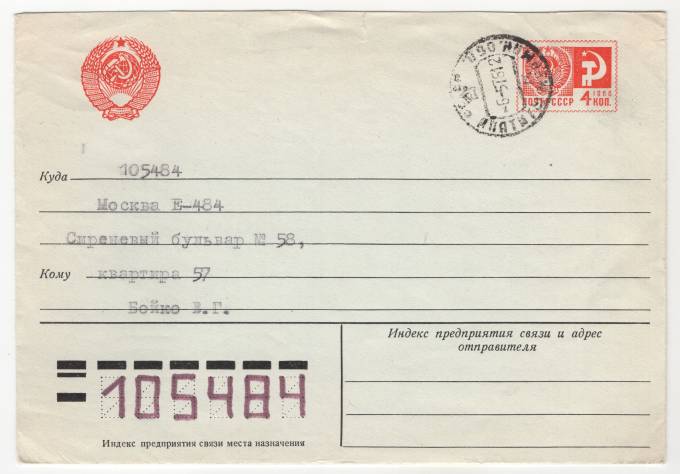 ПОЧТА СССР
1966
4 КОП.
Куда
105484
Москва Е-484
Сиреневый бульвар № 58,
Кому
квартира 57
Бойко В.Г.
Индекс предприятия связи и адрес
отправителя
105484
Индекс предприятия связи места назначения